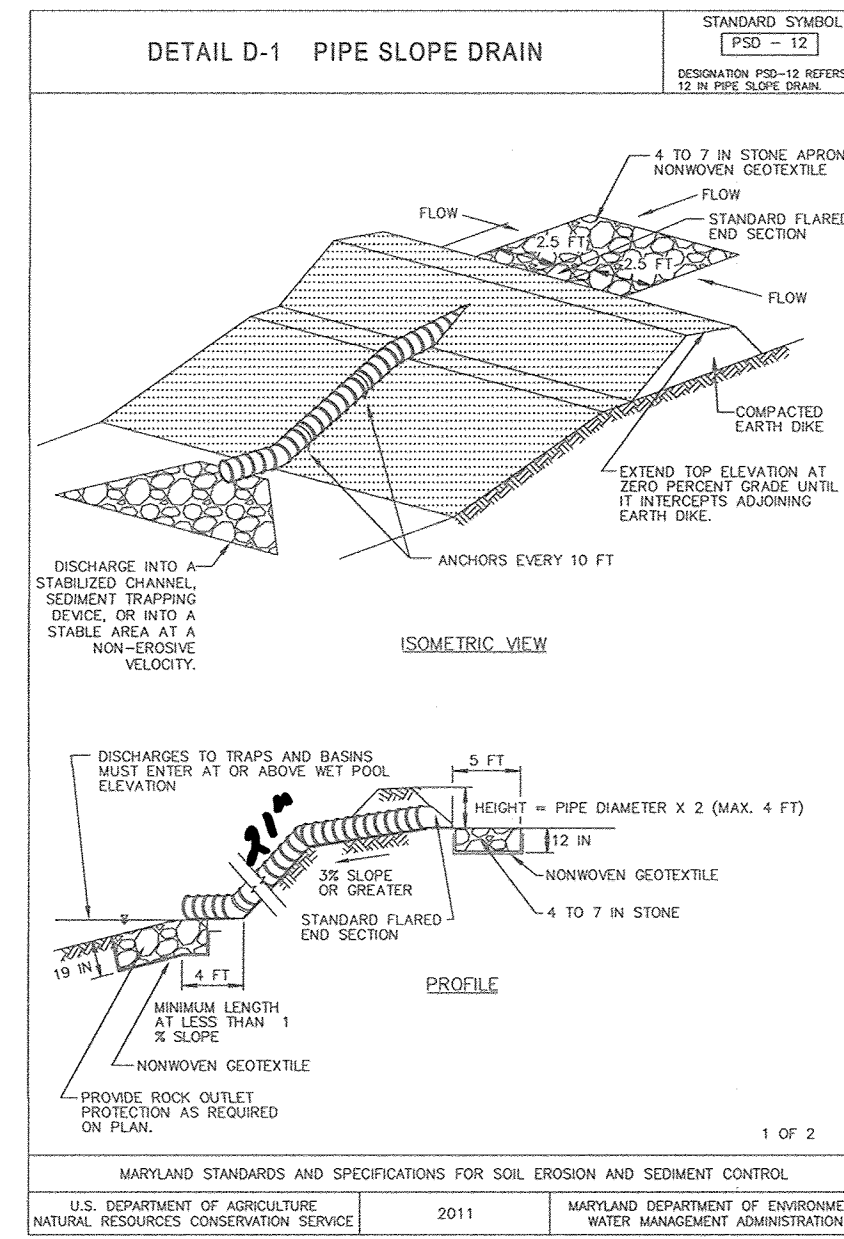 DETAIL D-1 PIPE SLOPE DRAIN
STANDARD SYMBOL
PSD - 12
DESIGNATION PSD-12 REFERS
12 IN PIPE SLOPE DRAIN.
4 TO 7 IN STONE APRON
NONWOVEN GEOTEXTILE
FLOW
FLOW
STANDARD FLARED
END SECTION
2.5 FT
2.5 FT
FLOW
COMPACTED
EARTH DIKE
EXTEND TOP ELEVATION AT
ZERO PERCENT GRADE UNTIL
IT INTERCEPTS ADJOINING
EARTH DIKE.
ANCHORS EVERY 10 FT
DISCHARGE INTO A
STABILIZED CHANNEL,
SEDIMENT TRAPPING
DEVICE, OR INTO A
STABLE AREA AT A
NON-EROSIVE
VELOCITY.
ISOMETRIC VIEW
DISCHARGES TO TRAPS AND BASINS
MUST ENTER AT OR ABOVE WET POOL
ELEVATION
21"
5 FT
HEIGHT = PIPE DIAMETER X 2 (MAX. 4 FT)
12 IN
3% SLOPE
OR GREATER
NONWOVEN GEOTEXTILE
STANDARD FLARED
END SECTION
4 TO 7 IN STONE
19 IN
4 FT
PROFILE
MINIMUM LENGTH
AT LESS THAN 1
% SLOPE
NONWOVEN GEOTEXTILE
PROVIDE ROCK OUTLET
PROTECTION AS REQUIRED
ON PLAN.
1 OF 2
MARYLAND STANDARDS AND SPECIFICATIONS FOR SOIL EROSION AND SEDIMENT CONTROL
U.S. DEPARTMENT OF AGRICULTURE
NATURAL RESOURCES CONSERVATION SERVICE
2011
MARYLAND DEPARTMENT OF ENVIRONME
WATER MANAGEMENT ADMINISTRATION